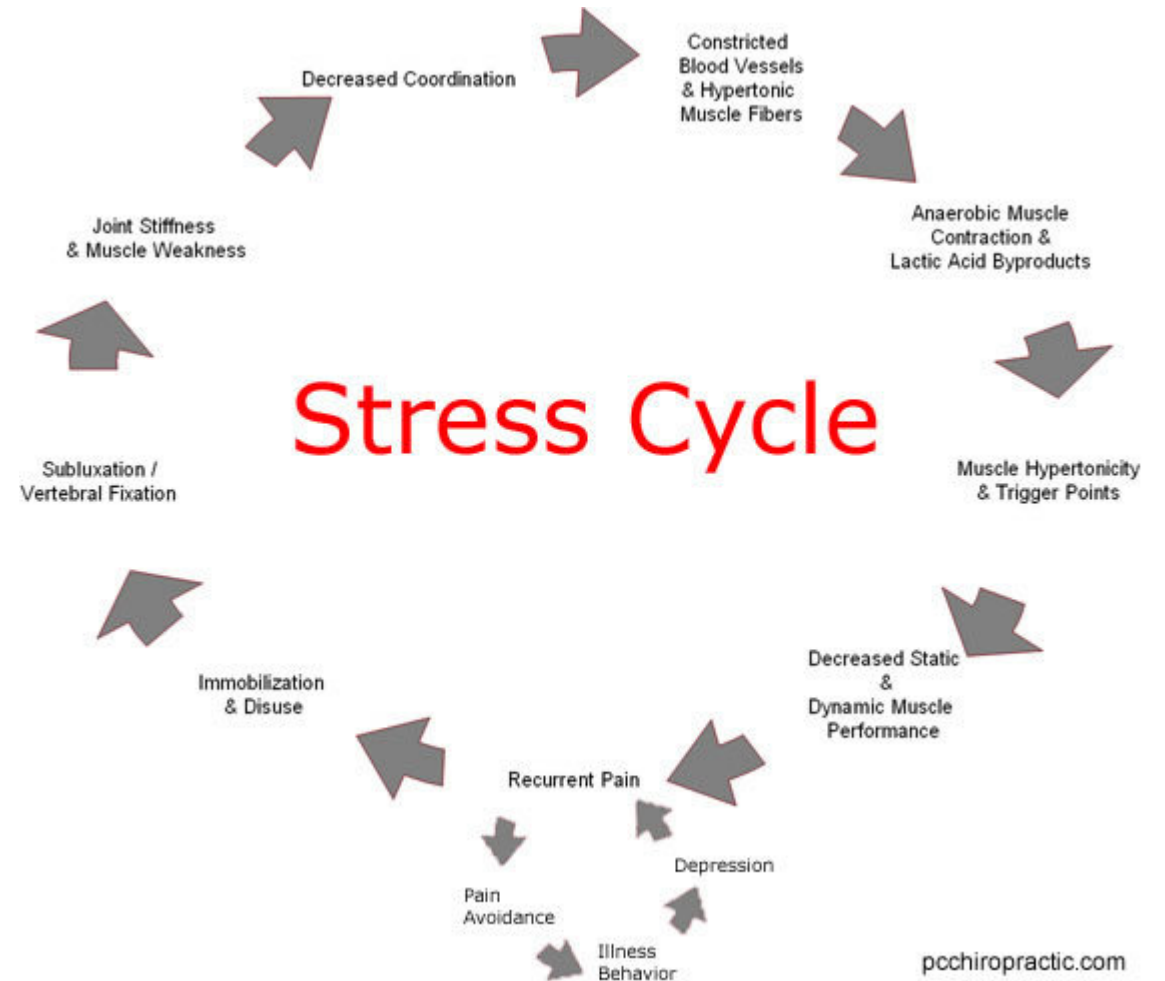 Decreased Coordination
Constricted
Blood Vessels
& Hypertonic
Muscle Fibers
Anaerobic Muscle
Contraction &
Lactic Acid Byproducts
Muscle Hypertonicity
& Trigger Points
Decreased Static
&
Dynamic Muscle
Performance
Recurrent Pain
Pain
Avoidance
Illness
Behavior
Depression
Immobilization
& Disuse
Subluxation /
Vertebral Fixation
Joint Stiffness
& Muscle Weakness
Stress Cycle
pcchiropractic.com